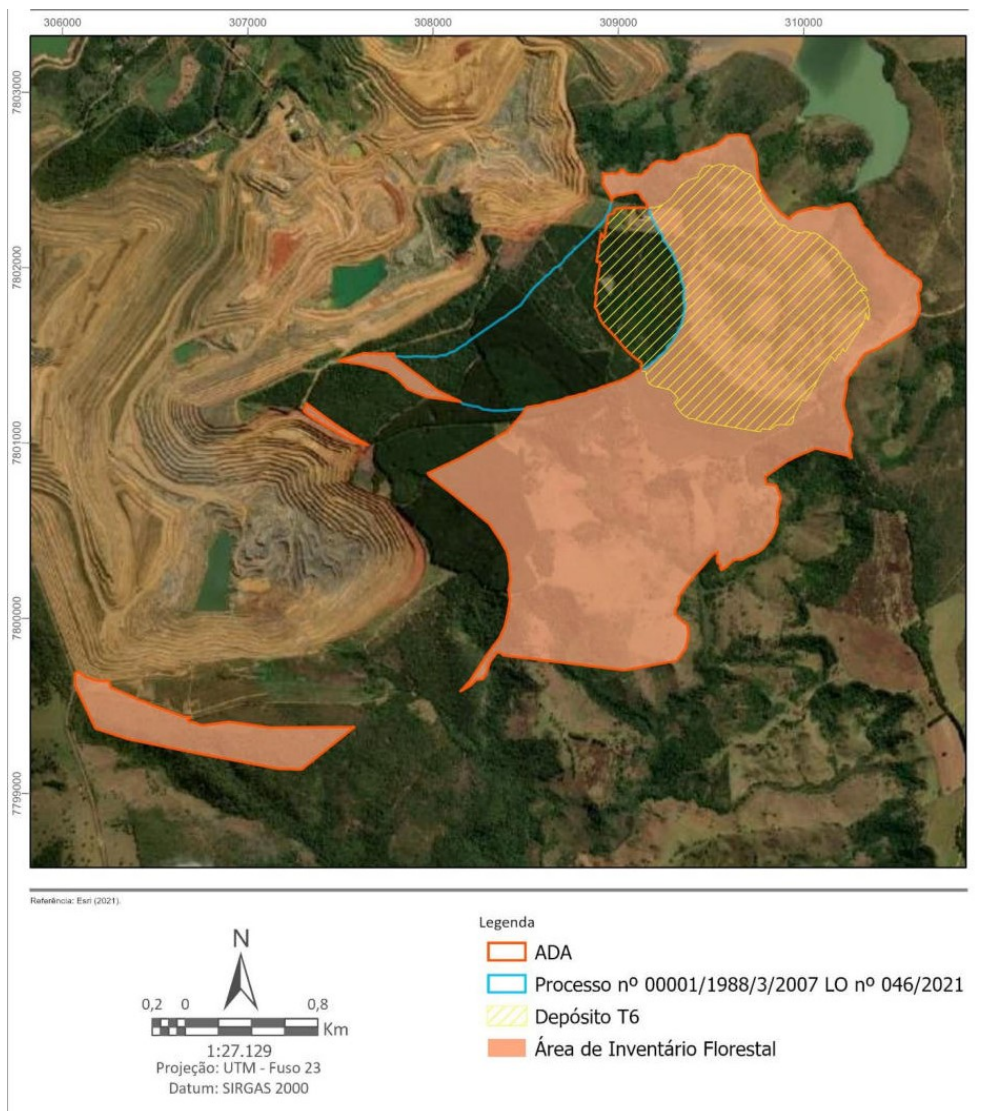 306000 307000 308000 309000 310000
7803000
7802000
7801000
7800000
7799000
Referência: Esri (2021).
N
0,2 0 0,8
Km
1:27.129
Projeção: UTM - Fuso 23
Datum: SIRGAS 2000
Legenda
ADA
Processo nº 00001/1988/3/2007 LO nº 046/2021
Depósito T6
Área de Inventário Florestal